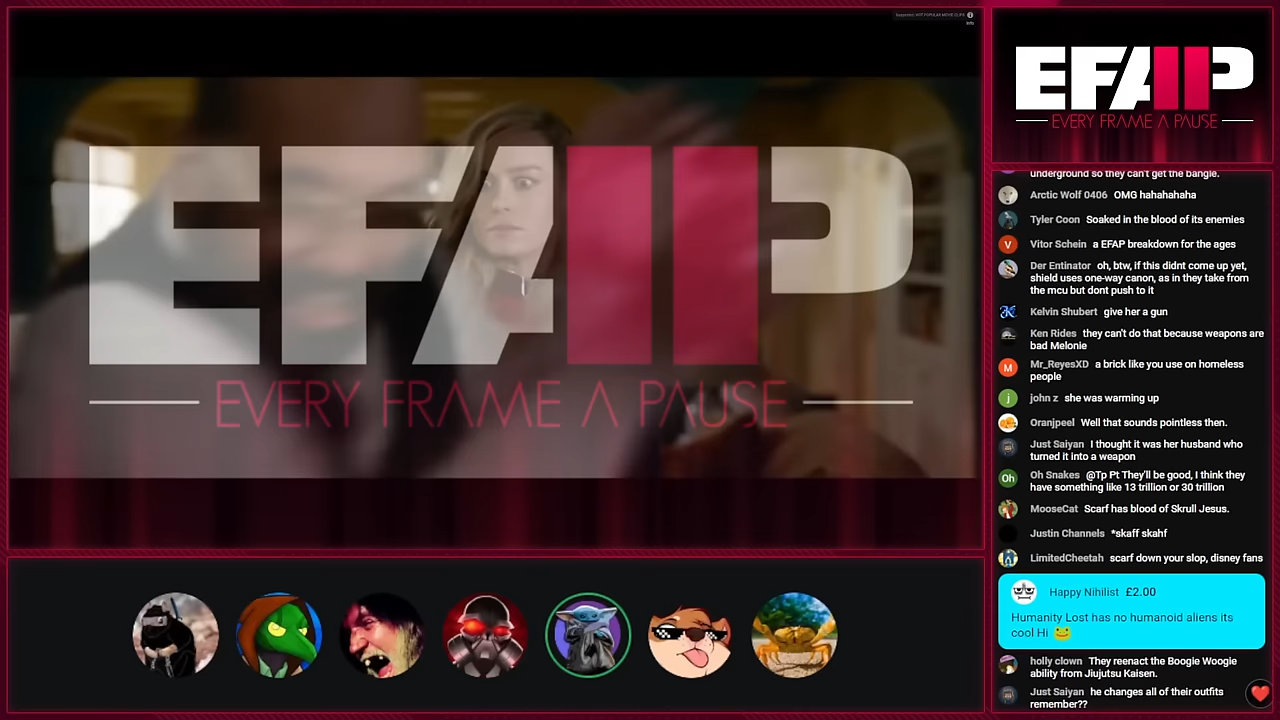 Suggested: HOT POPULAR MOVIE CLIPS
Info
EFAP
EVERY FRAME A PAUSE
EFAP
EVERY FRAME A PAUSE
underground so they can't get the bangle.
Arctic Wolf 0406 OMG hahahahaha
Tyler Coon Soaked in the blood of its enemies
V
Vitor Schein a EFAP breakdown for the ages
Der Entinator oh, btw, if this didnt come up yet,
shield uses one-way canon, as in they take from
the mcu but dont push to it
Kelvin Shubert give her a gun
Ken Rides they can't do that because weapons are
bad Melonie
M
Mr_ReyesXD a brick like you use on homeless
people
j
john z she was warming up
Oranjpeel Well that sounds pointless then.
Just Saiyan I thought it was her husband who
turned it into a weapon
Oh
Oh Snakes @Tp Pt They'll be good, I think they
have something like 13 trillion or 30 trillion
MooseCat Scarf has blood of Skrull Jesus.
Justin Channels *skaff skahf
LimitedCheetah scarf down your slop, disney fans
Happy Nihilist £2.00
Humanity Lost has no humanoid aliens its
cool Hi
holly clown They reenact the Boogie Woogie
ability from Jiujutsu Kaisen.
Just Saiyan he changes all of their outfits
remember??